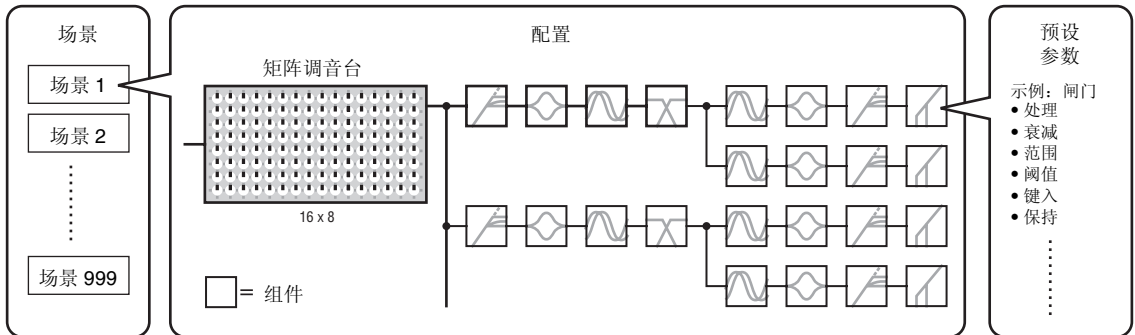 场景
场景 1
场景 2
场景 999
配置
矩阵调音台
16 x 8
= 组件
预设
参数
示例：闸门
• 处理
• 衰减
• 范围
• 阈值
• 键入
• 保持